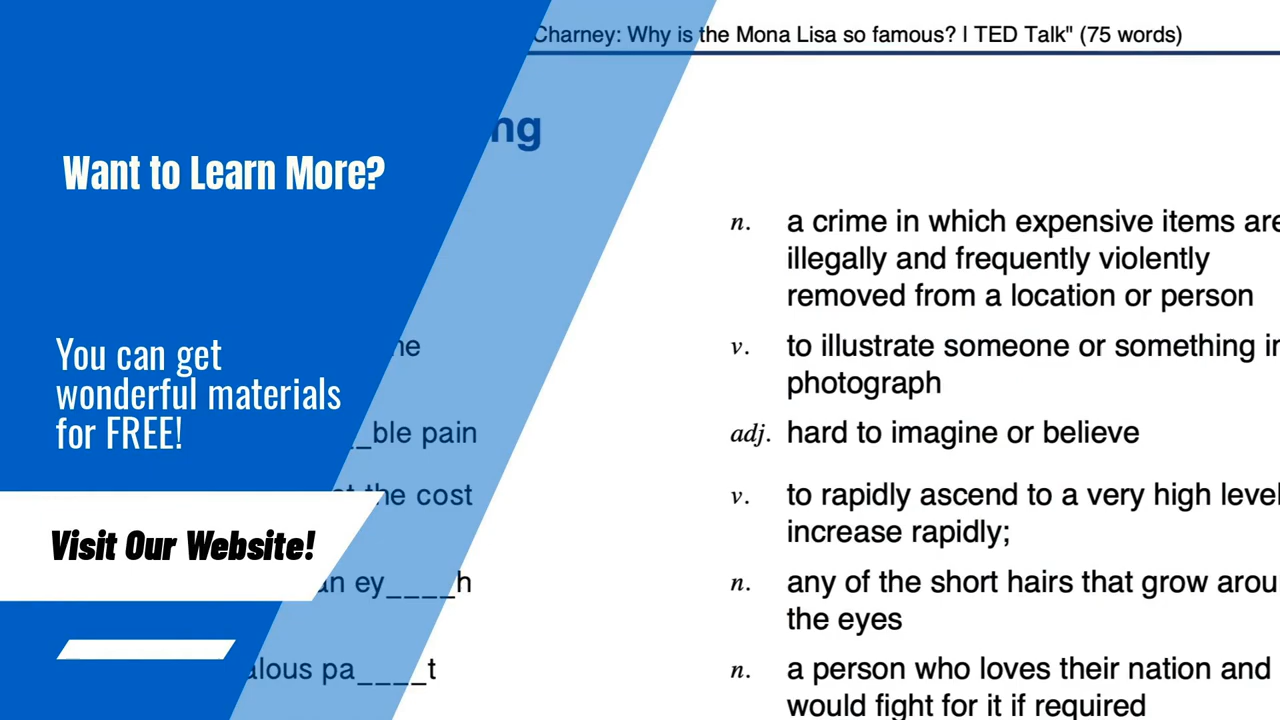 Charney: Why is the Mona Lisa so famous? | TED Talk" (75 words)
ng
Want to Learn More?
You can get
wonderful materials
for FREE!
Visit Our Website!
ne
_ble pain
the cost
an ey____h
alous pa____t
n. a crime in which expensive items are
illegally and frequently violently
removed from a location or person
v. to illustrate someone or something in
photograph
adj. hard to imagine or believe
v. to rapidly ascend to a very high level
increase rapidly;
n. any of the short hairs that grow arou
the eyes
n. a person who loves their nation and
would fight for it if required